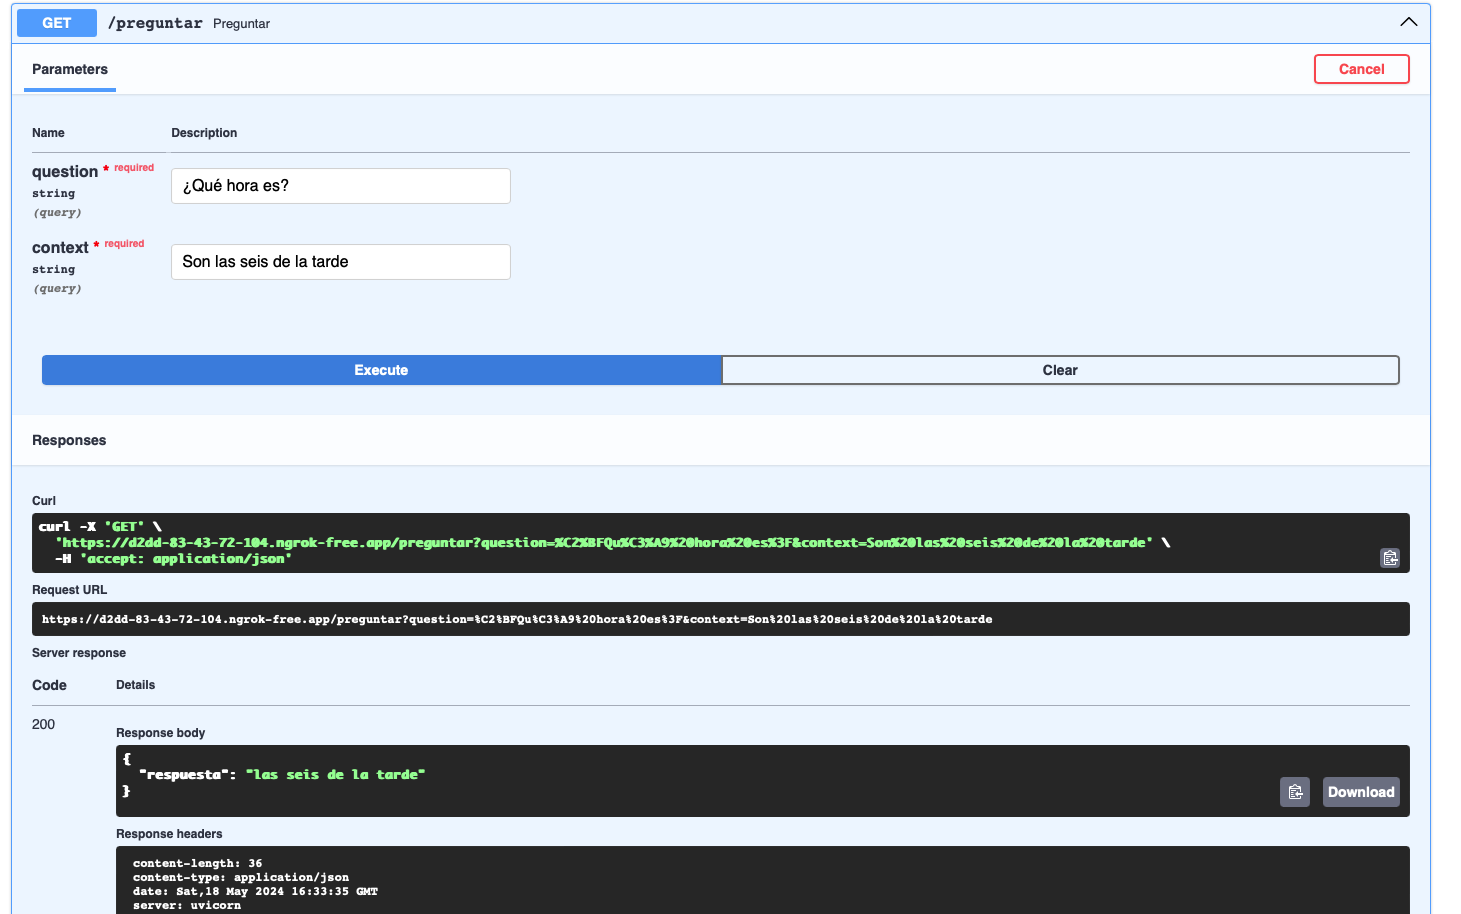 GET /preguntar Preguntar
Parameters Cancel
Name Description
question * required
string
(query)
¿Qué hora es?
context * required
string
(query)
Son las seis de la tarde
Execute Clear
Responses
Curl
curl -X 'GET' \
'https://d2dd-83-43-72-104.ngrok-free.app/preguntar?question=%C2%BFQu%C3%A9%20hora%20es%3F&context=Son%20las%20seis%20de%20la%20tarde' \
-H 'accept: application/json'
Request URL
https://d2dd-83-43-72-104.ngrok-free.app/preguntar?question=%C2%BFQu%C3%A9%20hora%20es%3F&context=Son%20las%20seis%20de%20la%20tarde
Server response
Code Details
200
Response body
{
"respuesta": "las seis de la tarde"
}
Download
Response headers
content-length: 36
content-type: application/json
date: Sat,18 May 2024 16:33:35 GMT
server: uvicorn